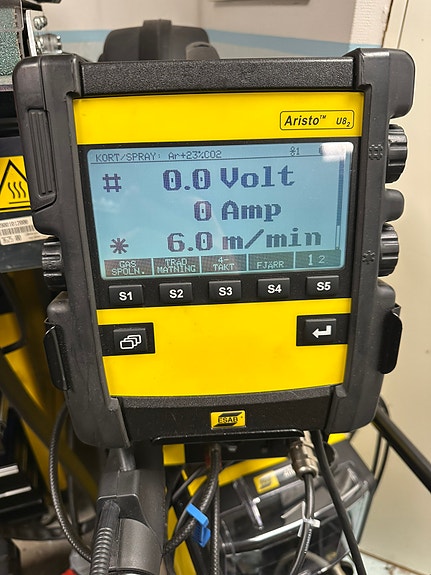 Aristo™ U8₂
KORT/SPRAY: Ar+23%CO2
# 0.0 Volt
0 Amp
* 6.0 m/min
GAS SPOLN.
TRÅD MATNING
4-TAKT
FJÄRR
1 2
S1 S2 S3 S4 S5
ESAB